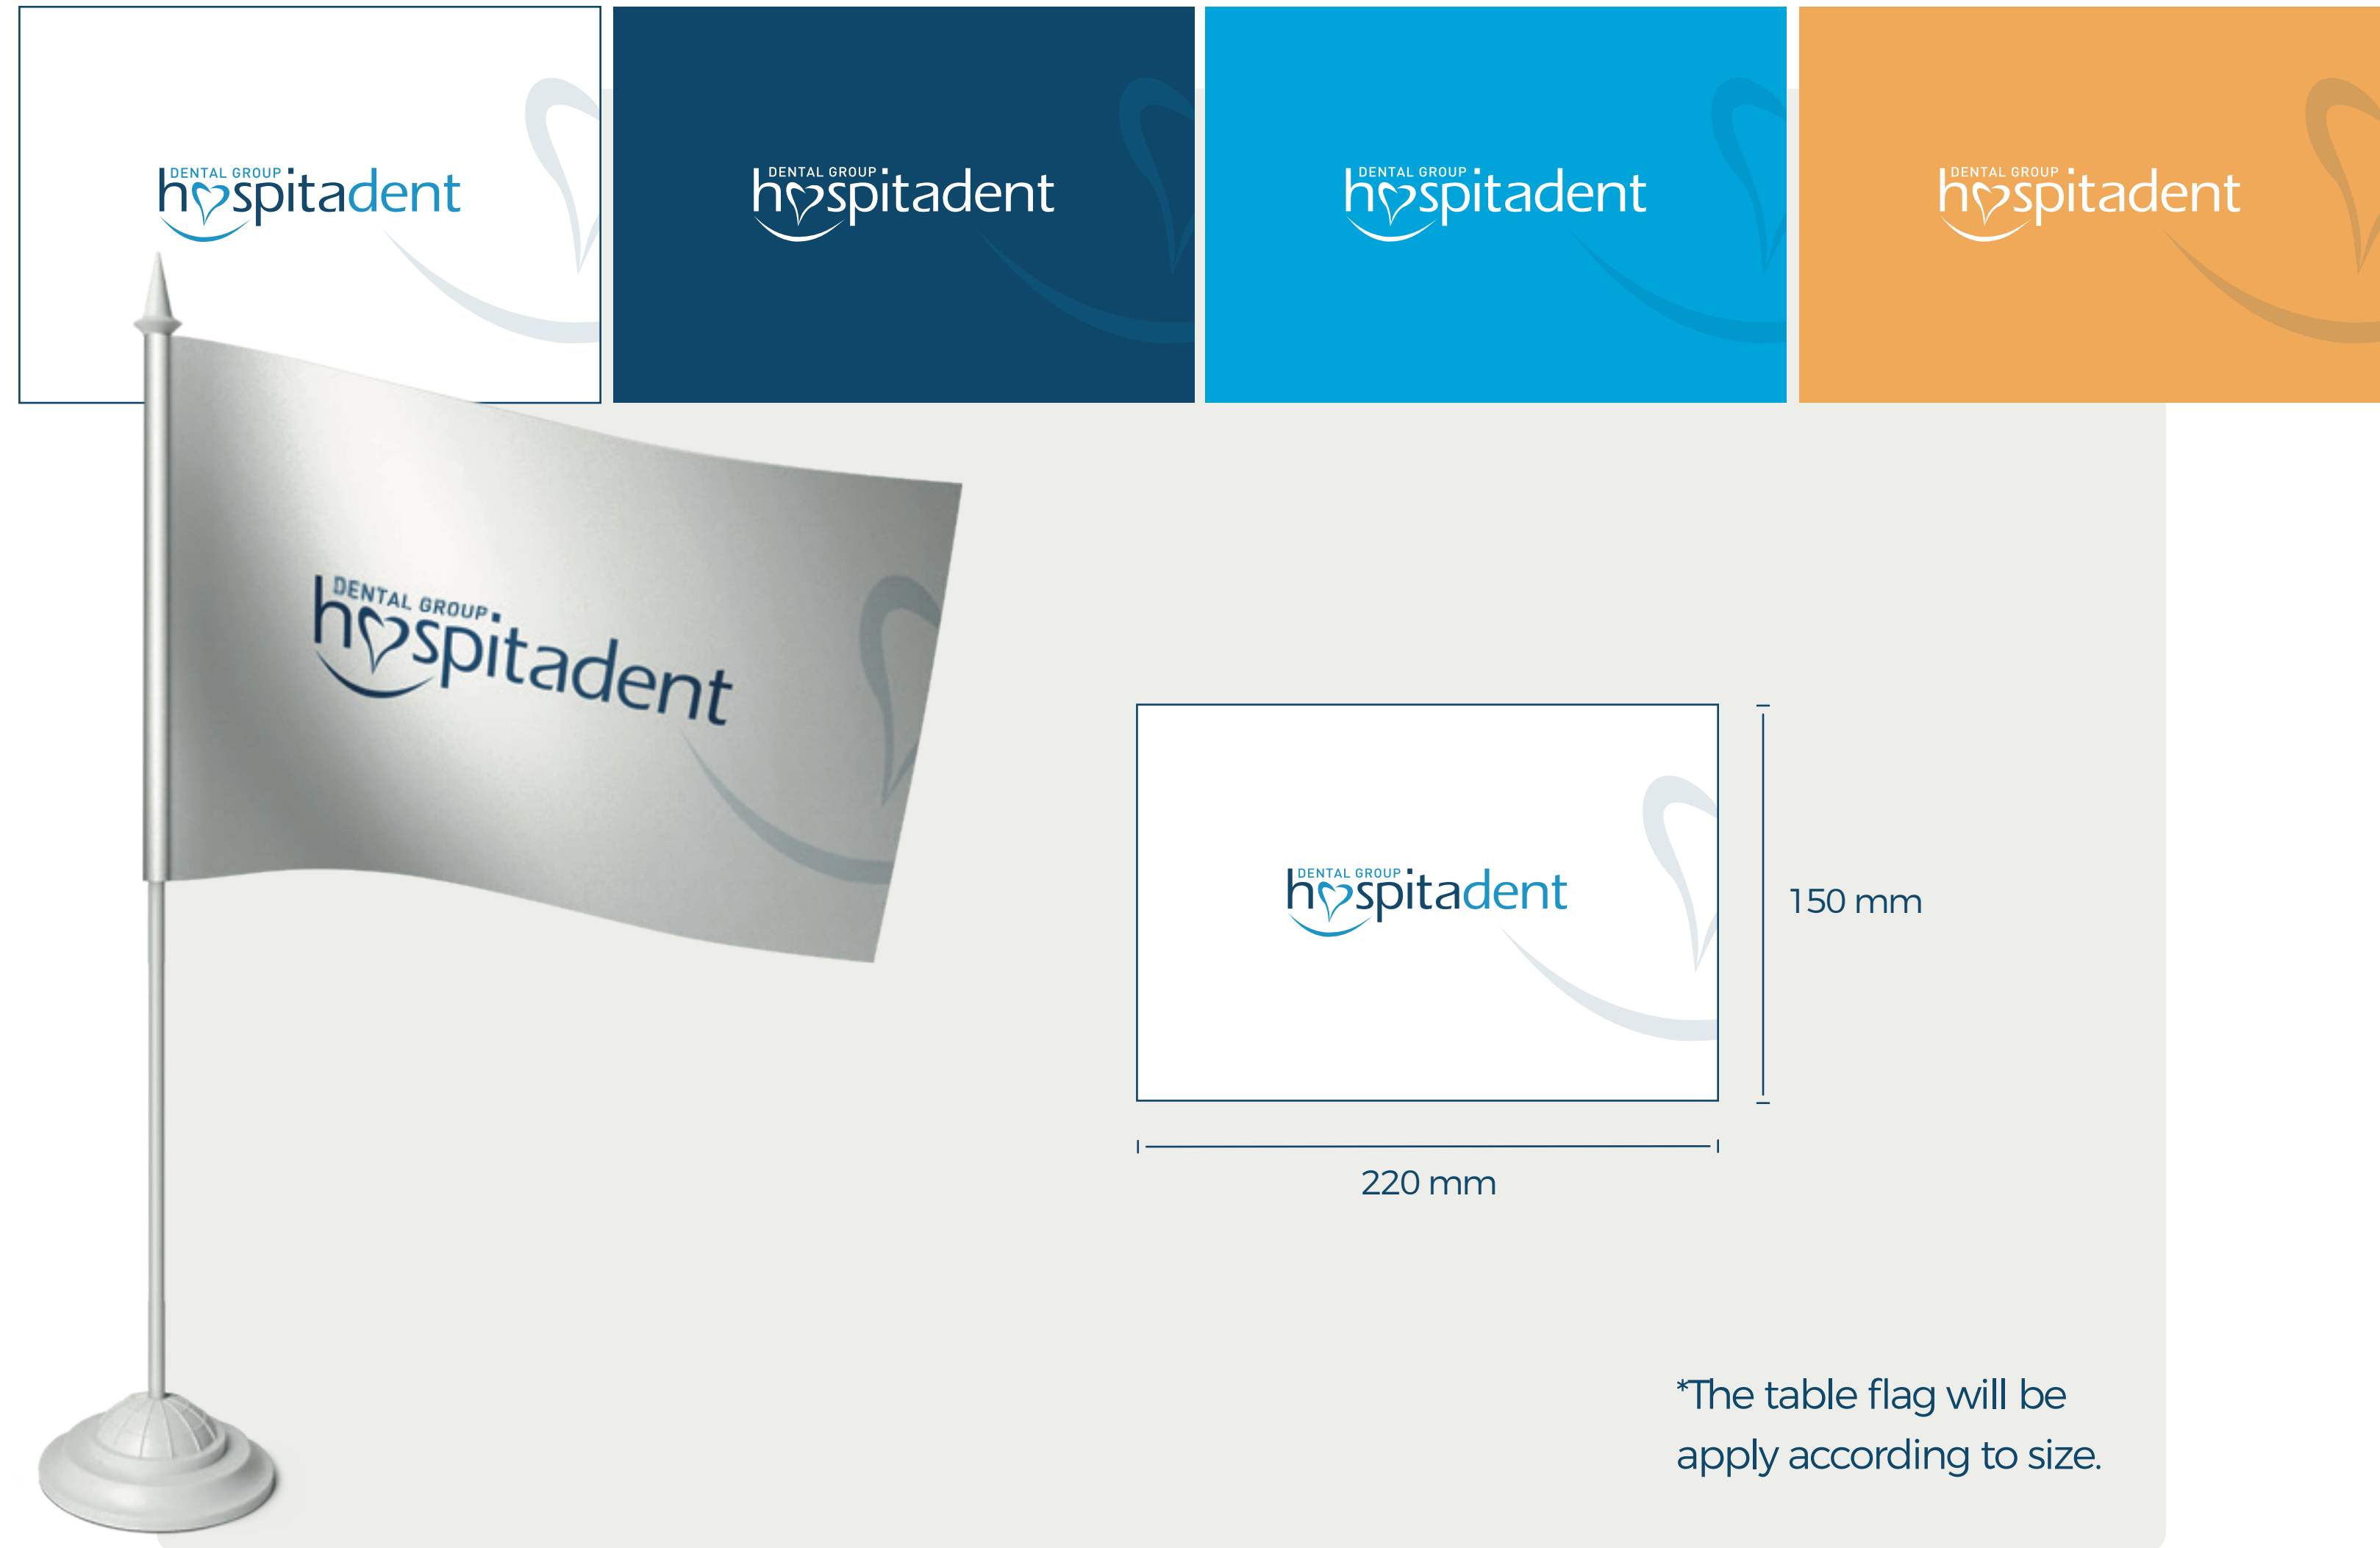 DENTAL GROUP
hospitadent
DENTAL GROUP
hospitadent
DENTAL GROUP
hospitadent
DENTAL GROUP
hospitadent
DENTAL GROUP
hospitadent
DENTAL GROUP
hospitadent
150 mm
220 mm
*The table flag will be
apply according to size.